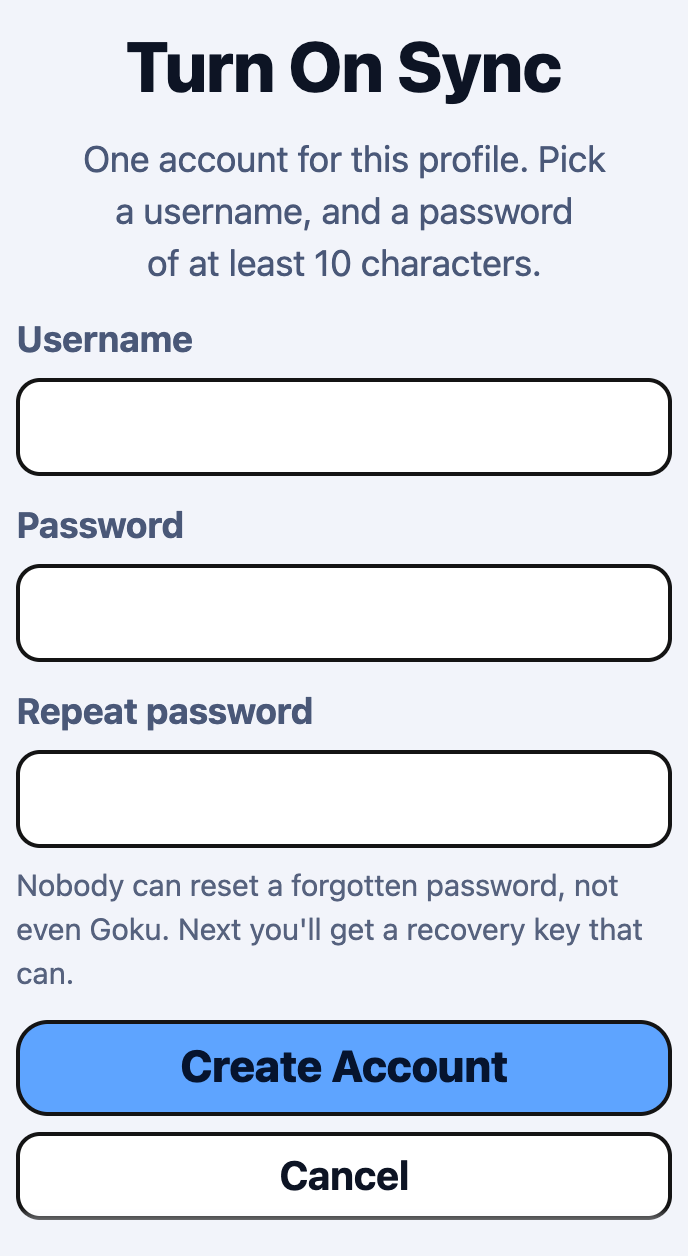 Turn On Sync
One account for this profile. Pick
a username, and a password
of at least 10 characters.
Username
Password
Repeat password
Nobody can reset a forgotten password, not
even Goku. Next you'll get a recovery key that
can.
Create Account
Cancel